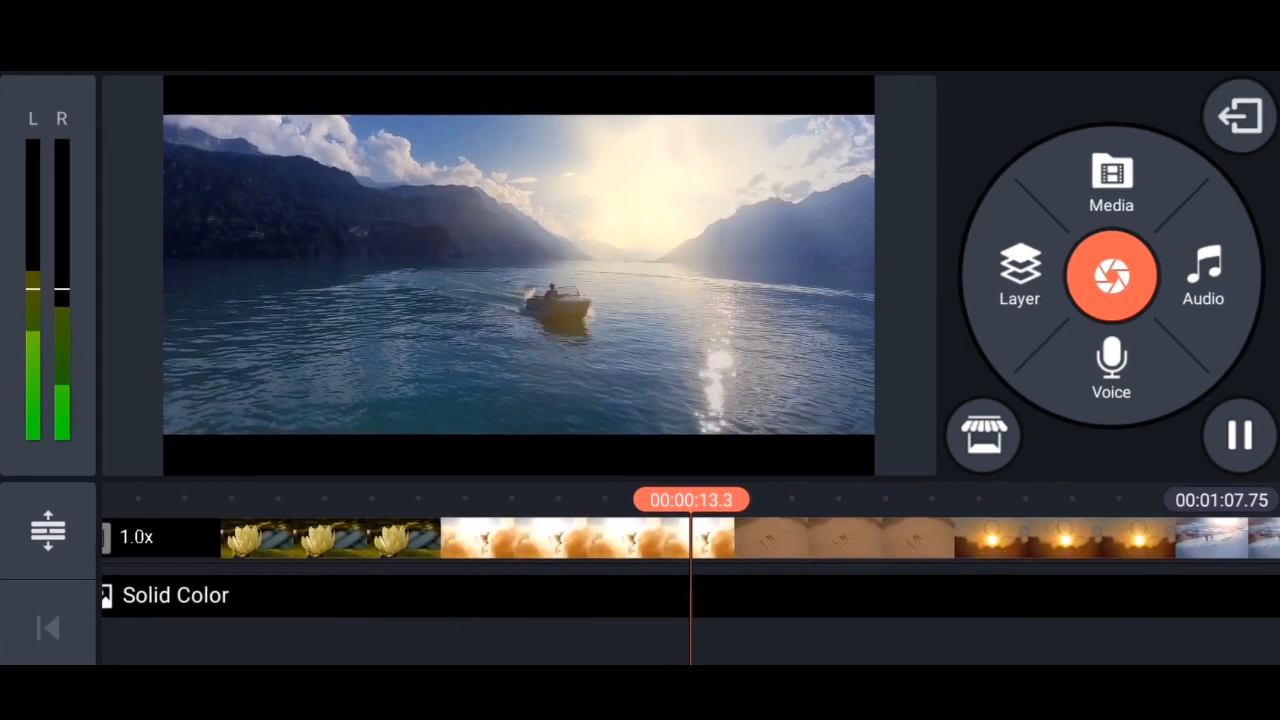 L R
Media
Layer
Audio
Voice
00:00:13.3
00:01:07.75
1.0x
Solid Color